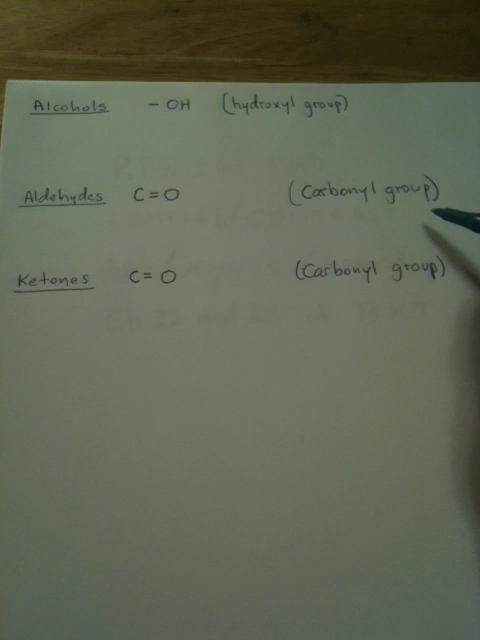 Alcohols - OH (hydroxyl group)
Aldehydes C=O (Carbonyl group)
Ketones C=O (Carbonyl group)